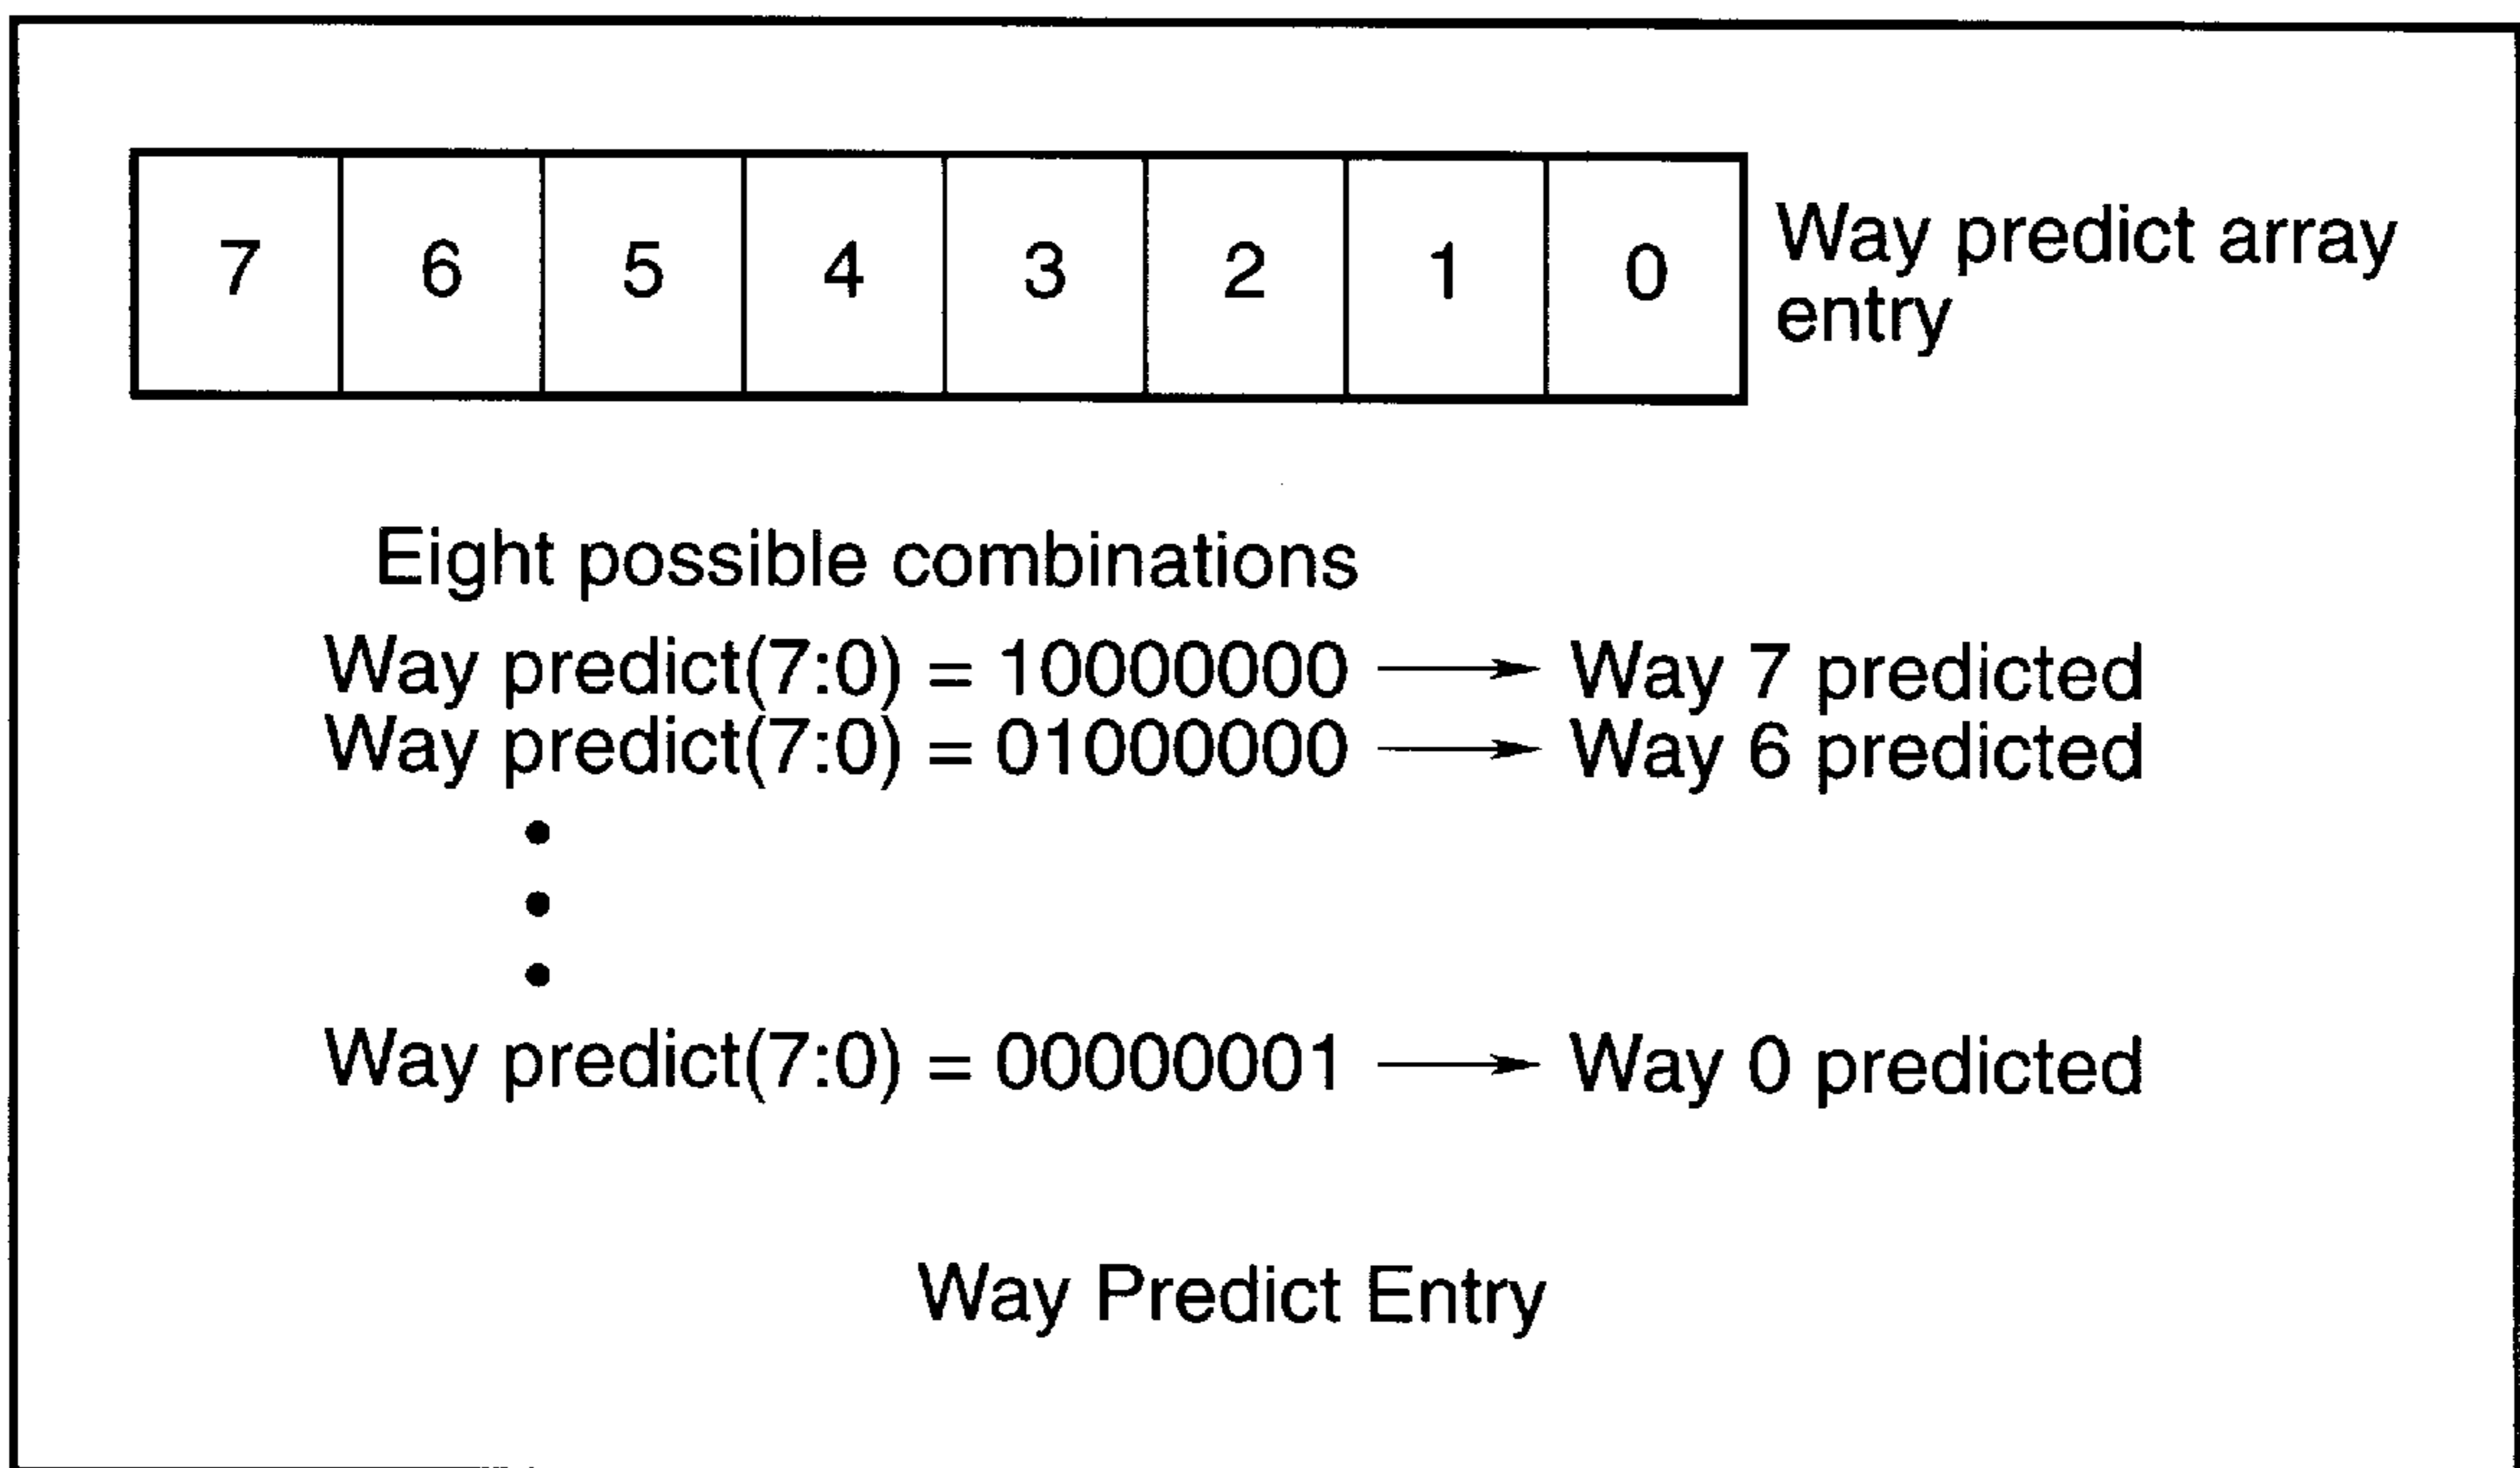 7 6 5 4 3 2 1 0
Way predict array
entry
Eight possible combinations
Way predict(7:0) = 10000000 → Way 7 predicted
Way predict(7:0) = 01000000 → Way 6 predicted
•
•
•
Way predict(7:0) = 00000001 → Way 0 predicted
Way Predict Entry